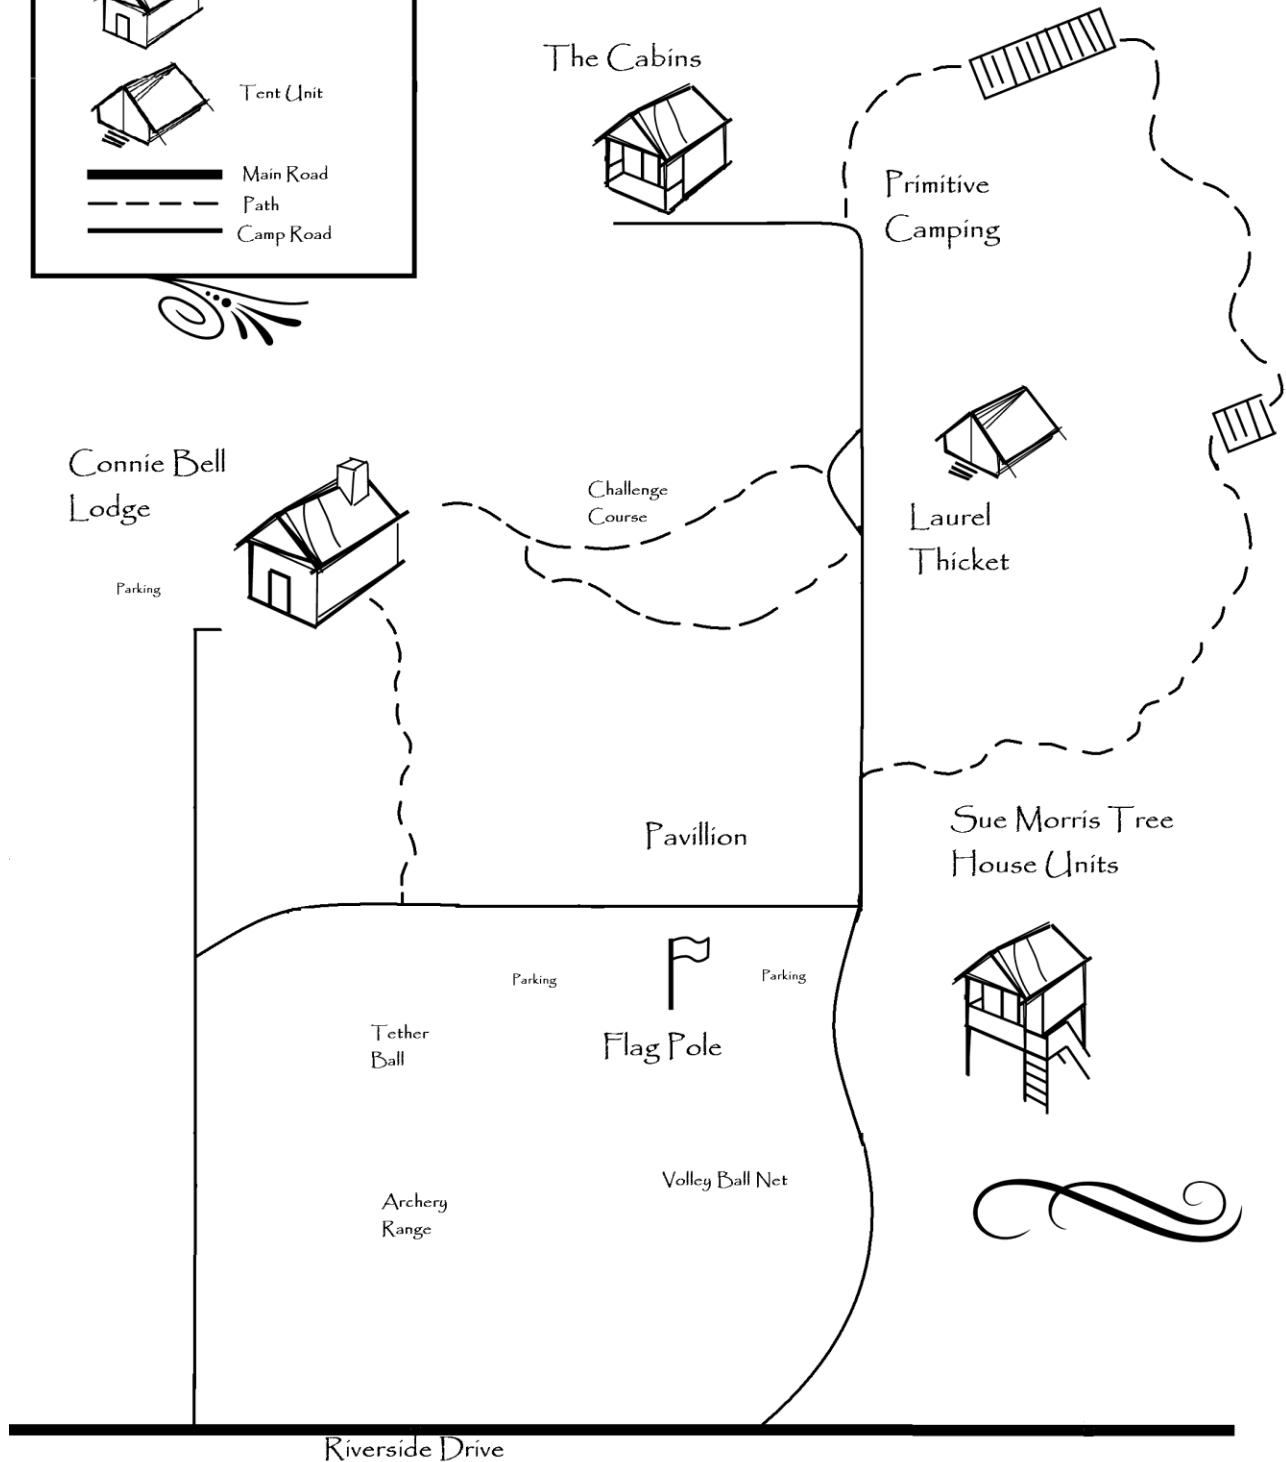 Tent Unit
Main Road
Path
Camp Road
The Cabins
Primitive
Camping
Connie Bell
Lodge
Parking
Challenge
Course
Laurel
Thicket
Pavillion
Sue Morris Tree
House Units
Parking
Parking
Flag Pole
Tether
Ball
Volley Ball Net
Archery
Range
Riverside Drive